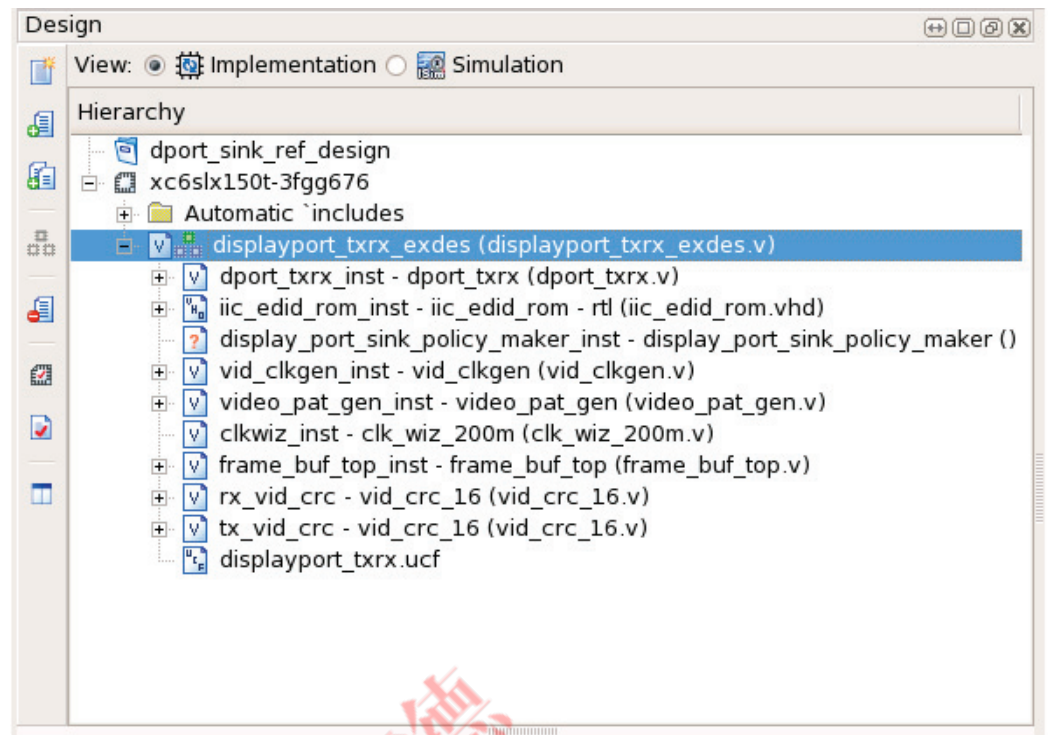 Design
View: Implementation Simulation
Hierarchy
dport_sink_ref_design
xc6slx150t-3fgg676
Automatic `includes
displayport_txrx_exdes (displayport_txrx_exdes.v)
dport_txrx_inst - dport_txrx (dport_txrx.v)
iic_edid_rom_inst - iic_edid_rom - rtl (iic_edid_rom.vhd)
display_port_sink_policy_maker_inst - display_port_sink_policy_maker ()
vid_clkgen_inst - vid_clkgen (vid_clkgen.v)
video_pat_gen_inst - video_pat_gen (video_pat_gen.v)
clkwiz_inst - clk_wiz_200m (clk_wiz_200m.v)
frame_buf_top_inst - frame_buf_top (frame_buf_top.v)
rx_vid_crc - vid_crc_16 (vid_crc_16.v)
tx_vid_crc - vid_crc_16 (vid_crc_16.v)
displayport_txrx.ucf
德